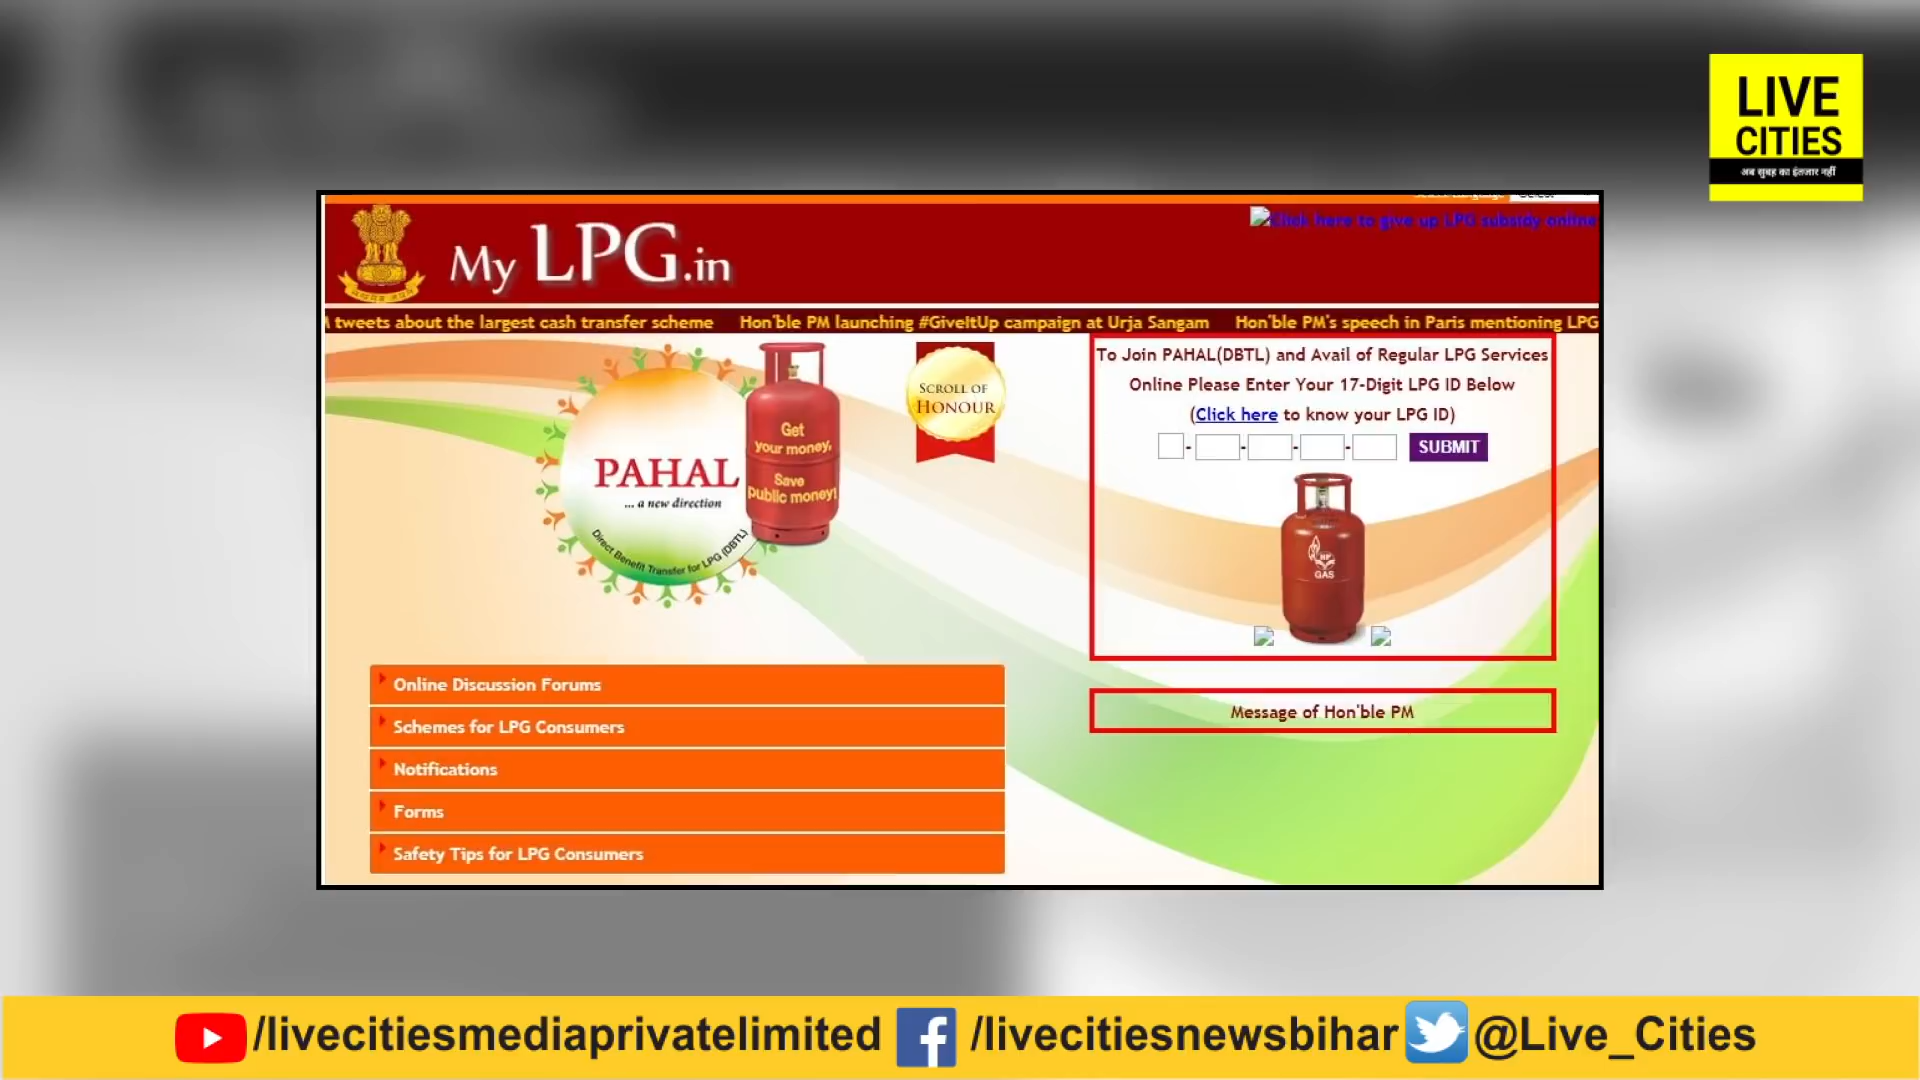 LIVE
CITIES
अब सुबह का इंतजार नहीं
Click here to give up LPG subsidy online
My LPG.in
tweets about the largest cash transfer scheme Hon'ble PM launching #GiveItUp campaign at Urja Sangam Hon'ble PM's speech in Paris mentioning LPG
PAHAL
... a new direction
Direct Benefit Transfer for LPG (DBTL)
Get
your money,
Save
public money!
SCROLL OF
HONOUR
To Join PAHAL(DBTL) and Avail of Regular LPG Services
Online Please Enter Your 17-Digit LPG ID Below
(Click here to know your LPG ID)
- - - - SUBMIT
HP
GAS
Message of Hon'ble PM
Online Discussion Forums
Schemes for LPG Consumers
Notifications
Forms
Safety Tips for LPG Consumers
/livecitiesmediaprivatelimited /livecitiesnewsbihar @Live_Cities